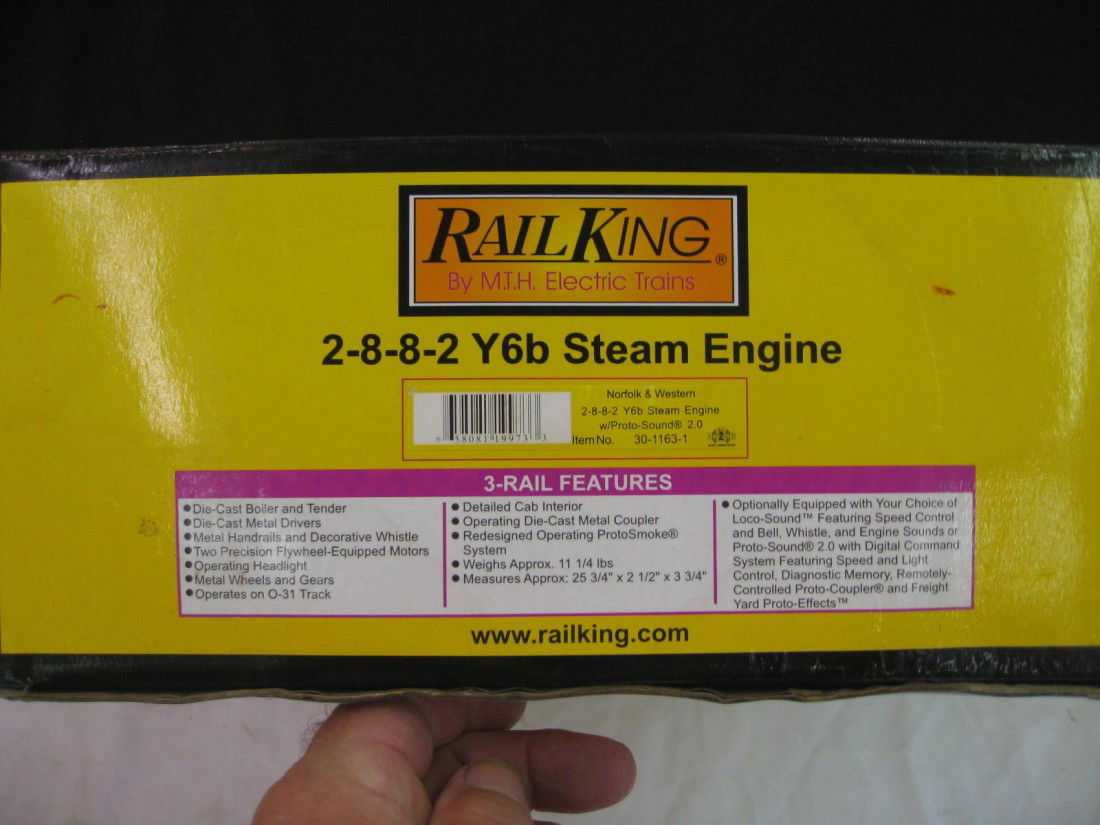 RAILKING®
By M.T.H. Electric Trains
2-8-8-2 Y6b Steam Engine
Norfolk & Western
2-8-8-2 Y6b Steam Engine
w/Proto-Sound® 2.0
Item No. 30-1163-1
6 58081 19973 3
3-RAIL FEATURES
• Die-Cast Boiler and Tender
• Die-Cast Metal Drivers
• Metal Handrails and Decorative Whistle
• Two Precision Flywheel-Equipped Motors
• Operating Headlight
• Metal Wheels and Gears
• Operates on O-31 Track
• Detailed Cab Interior
• Operating Die-Cast Metal Coupler
• Redesigned Operating ProtoSmoke®
System
• Weighs Approx. 11 1/4 lbs
• Measures Approx: 25 3/4" x 2 1/2" x 3 3/4"
• Optionally Equipped with Your Choice of
Loco-Sound™ Featuring Speed Control
and Bell, Whistle, and Engine Sounds or
Proto-Sound® 2.0 with Digital Command
System Featuring Speed and Light
Control, Diagnostic Memory, Remotely-
Controlled Proto-Coupler® and Freight
Yard Proto-Effects™
www.railking.com